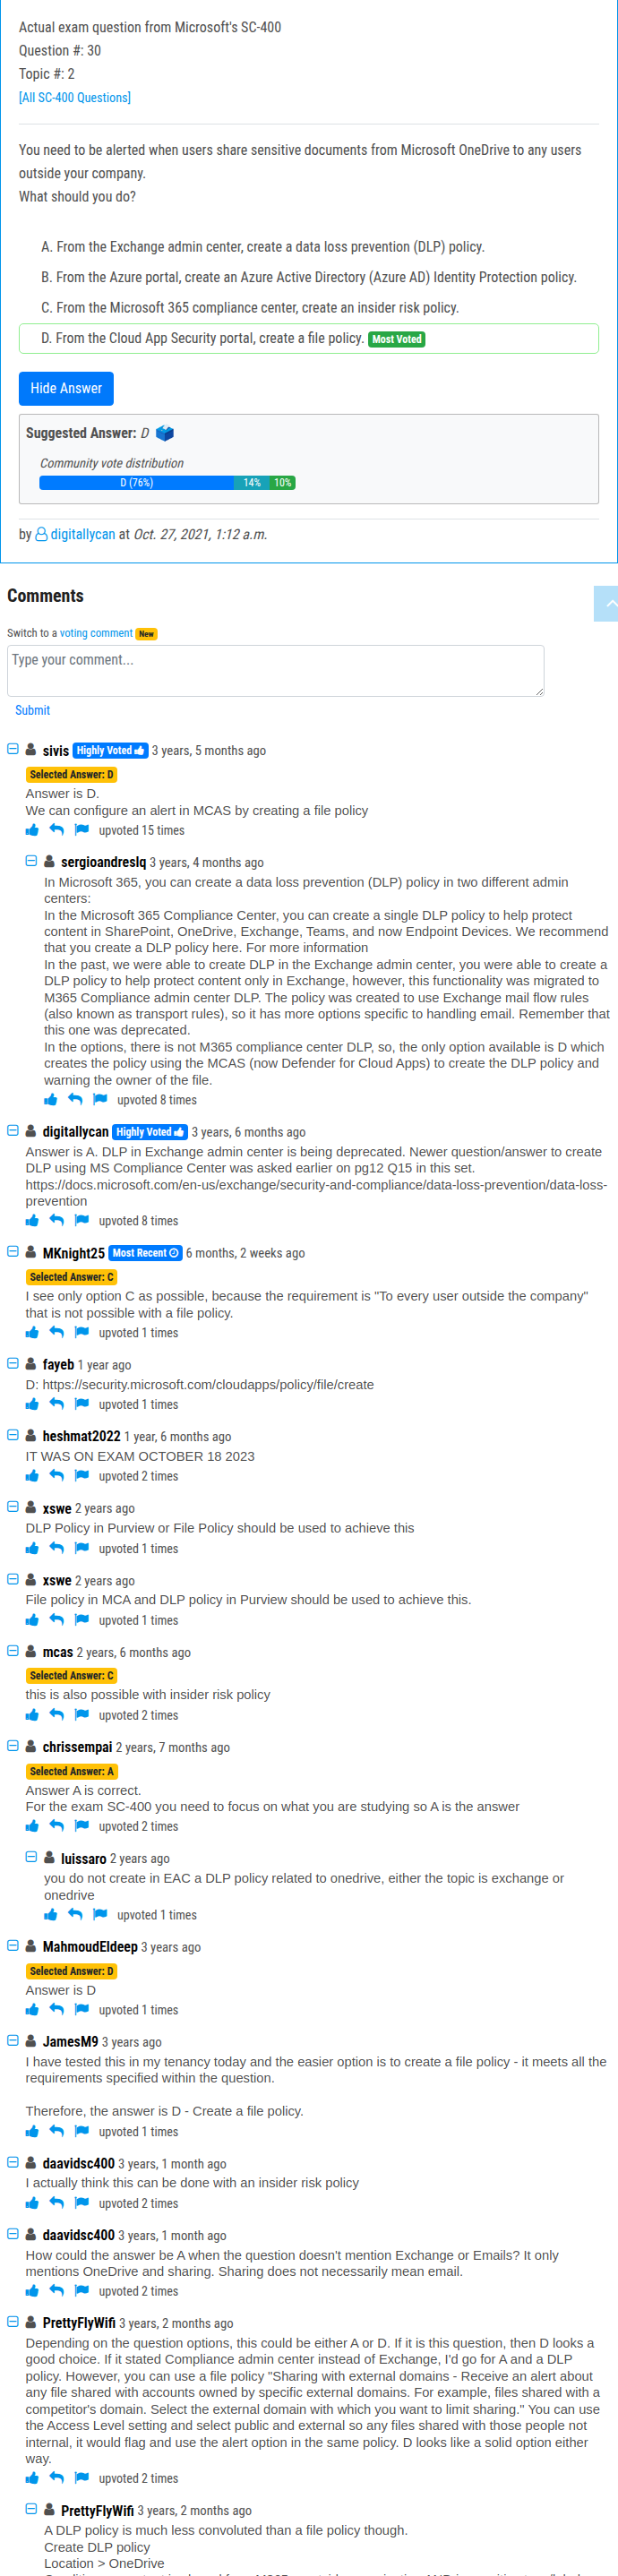 Actual exam question from Microsoft's SC-400
Question #: 30
Topic #: 2
[All SC-400 Questions]
You need to be alerted when users share sensitive documents from Microsoft OneDrive to any users
outside your company.
What should you do?
A. From the Exchange admin center, create a data loss prevention (DLP) policy.
B. From the Azure portal, create an Azure Active Directory (Azure AD) Identity Protection policy.
C. From the Microsoft 365 compliance center, create an insider risk policy.
D. From the Cloud App Security portal, create a file policy. Most Voted
Hide Answer
Suggested Answer: D
Community vote distribution
D (76%) 14% 10%
by digitallycan at Oct. 27, 2021, 1:12 a.m.
Comments
Switch to a voting comment New
Type your comment...
Submit
sivis Highly Voted 3 years, 5 months ago
Selected Answer: D
Answer is D.
We can configure an alert in MCAS by creating a file policy
upvoted 15 times
sergioandreslq 3 years, 4 months ago
In Microsoft 365, you can create a data loss prevention (DLP) policy in two different admin
centers:
In the Microsoft 365 Compliance Center, you can create a single DLP policy to help protect
content in SharePoint, OneDrive, Exchange, Teams, and now Endpoint Devices. We recommend
that you create a DLP policy here. For more information
In the past, we were able to create DLP in the Exchange admin center, you were able to create a
DLP policy to help protect content only in Exchange, however, this functionality was migrated to
M365 Compliance admin center DLP. The policy was created to use Exchange mail flow rules
(also known as transport rules), so it has more options specific to handling email. Remember that
this one was deprecated.
In the options, there is not M365 compliance center DLP, so, the only option available is D which
creates the policy using the MCAS (now Defender for Cloud Apps) to create the DLP policy and
warning the owner of the file.
upvoted 8 times
digitallycan Highly Voted 3 years, 6 months ago
Answer is A. DLP in Exchange admin center is being deprecated. Newer question/answer to create
DLP using MS Compliance Center was asked earlier on pg12 Q15 in this set.
https://docs.microsoft.com/en-us/exchange/security-and-compliance/data-loss-prevention/data-loss-
prevention
upvoted 8 times
MKnight25 Most Recent 6 months, 2 weeks ago
Selected Answer: C
I see only option C as possible, because the requirement is "To every user outside the company"
that is not possible with a file policy.
upvoted 1 times
fayeb 1 year ago
D: https://security.microsoft.com/cloudapps/policy/file/create
upvoted 1 times
heshmat2022 1 year, 6 months ago
IT WAS ON EXAM OCTOBER 18 2023
upvoted 2 times
xswe 2 years ago
DLP Policy in Purview or File Policy should be used to achieve this
upvoted 1 times
xswe 2 years ago
File policy in MCA and DLP policy in Purview should be used to achieve this.
upvoted 1 times
mcas 2 years, 6 months ago
Selected Answer: C
this is also possible with insider risk policy
upvoted 2 times
chrissempai 2 years, 7 months ago
Selected Answer: A
Answer A is correct.
For the exam SC-400 you need to focus on what you are studying so A is the answer
upvoted 2 times
luissaro 2 years ago
you do not create in EAC a DLP policy related to onedrive, either the topic is exchange or
onedrive
upvoted 1 times
MahmoudEldeep 3 years ago
Selected Answer: D
Answer is D
upvoted 1 times
JamesM9 3 years ago
I have tested this in my tenancy today and the easier option is to create a file policy - it meets all the
requirements specified within the question.
Therefore, the answer is D - Create a file policy.
upvoted 1 times
daavidsc400 3 years, 1 month ago
I actually think this can be done with an insider risk policy
upvoted 2 times
daavidsc400 3 years, 1 month ago
How could the answer be A when the question doesn't mention Exchange or Emails? It only
mentions OneDrive and sharing. Sharing does not necessarily mean email.
upvoted 2 times
PrettyFlyWifi 3 years, 2 months ago
Depending on the question options, this could be either A or D. If it is this question, then D looks a
good choice. If it stated Compliance admin center instead of Exchange, I'd go for A and a DLP
policy. However, you can use a file policy "Sharing with external domains - Receive an alert about
any file shared with accounts owned by specific external domains. For example, files shared with a
competitor's domain. Select the external domain with which you want to limit sharing." You can use
the Access Level setting and select public and external so any files shared with those people not
internal, it would flag and use the alert option in the same policy. D looks like a solid option either
way.
upvoted 2 times
PrettyFlyWifi 3 years, 2 months ago
A DLP policy is much less convoluted than a file policy though.
Create DLP policy
Location > OneDrive